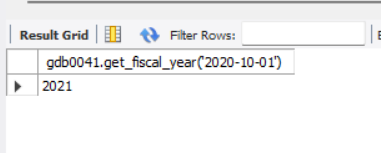 Result Grid Filter Rows:
gdb0041.get_fiscal_year('2020-10-01')
2021